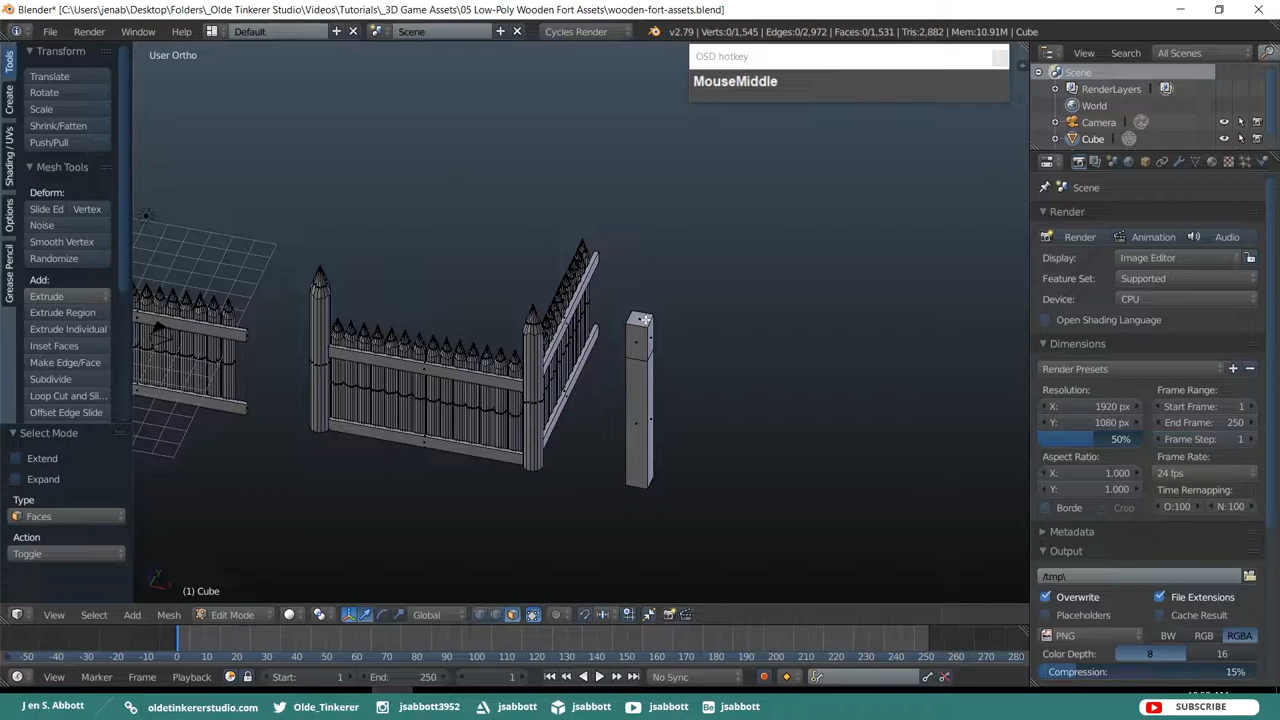 Blender* [C:\Users\jenab\Desktop\Folders\_Olde Tinkerer Studio\Videos\Tutorials\_3D Game Assets\05 Low-Poly Wooden Fort Assets\wooden-fort-assets.blend]
File Render Window Help Default Scene Cycles Render v2.79 | Verts:0/1,545 | Edges:0/2,972 | Faces:0/1,531 | Tris:2,882 | Mem:10.91M | Cube
Tools
Create
Shading / UVs
Options
Grease Pencil
Transform
Translate
Rotate
Scale
Shrink/Fatten
Push/Pull
Mesh Tools
Deform:
Slide Ed Vertex
Noise
Smooth Vertex
Randomize
Add:
Extrude
Extrude Region
Extrude Individual
Inset Faces
Make Edge/Face
Subdivide
Loop Cut and Sli...
Offset Edge Slide
Select Mode
Extend
Expand
Type
Faces
Action
Toggle
User Ortho
OSD hotkey
MouseMiddle
(1) Cube
View Search All Scenes
Scene
RenderLayers
World
Camera
Cube
Scene
Render
Render Animation Audio
Display: Image Editor
Feature Set: Supported
Device: CPU
Open Shading Language
Dimensions
Render Presets
Resolution: Frame Range:
X: 1920 px Start Frame: 1
Y: 1080 px End Frame: 250
50% Frame Step: 1
Aspect Ratio: Frame Rate:
X: 1.000 24 fps
Y: 1.000 Time Remapping:
Borde Crop O:100 N: 100
Metadata
Output
/tmp\
Overwrite File Extensions
Placeholders Cache Result
PNG BW RGB RGBA
Color Depth: 8 16
Compression: 15%
View Select Add Mesh Edit Mode Global
-50 -40 -30 -20 -10 0 10 20 30 40 50 60 70 80 90 100 110 120 130 140 150 160 170 180 190 200 210 220 230 240 250 260 270 280
View Marker Frame Playback Start: 1 End: 250 1 No Sync
J en S. Abbott oldetinkererstudio.com Olde_Tinkerer jsabbott3952 jsabbott jsabbott jsabbott jsabbott SUBSCRIBE